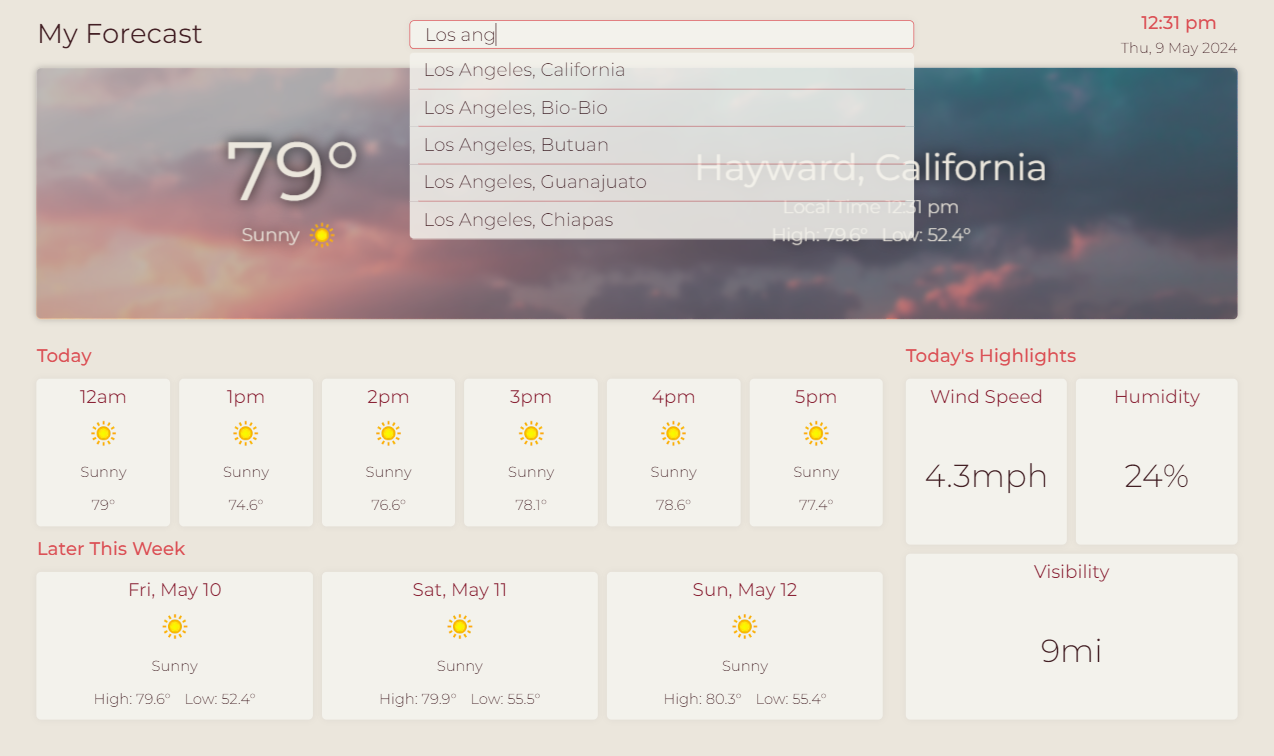 My Forecast
Los ang
12:31 pm
Thu, 9 May 2024
Los Angeles, California
Los Angeles, Bio-Bio
Los Angeles, Butuan
Los Angeles, Guanajuato
Los Angeles, Chiapas
79°
Sunny
Hayward, California
Local Time 12:31 pm
High: 79.6° Low: 52.4°
Today
12am 1pm 2pm 3pm 4pm 5pm
Sunny Sunny Sunny Sunny Sunny Sunny
79° 74.6° 76.6° 78.1° 78.6° 77.4°
Later This Week
Fri, May 10 Sat, May 11 Sun, May 12
Sunny Sunny Sunny
High: 79.6° Low: 52.4° High: 79.9° Low: 55.5° High: 80.3° Low: 55.4°
Today's Highlights
Wind Speed Humidity
4.3mph 24%
Visibility
9mi